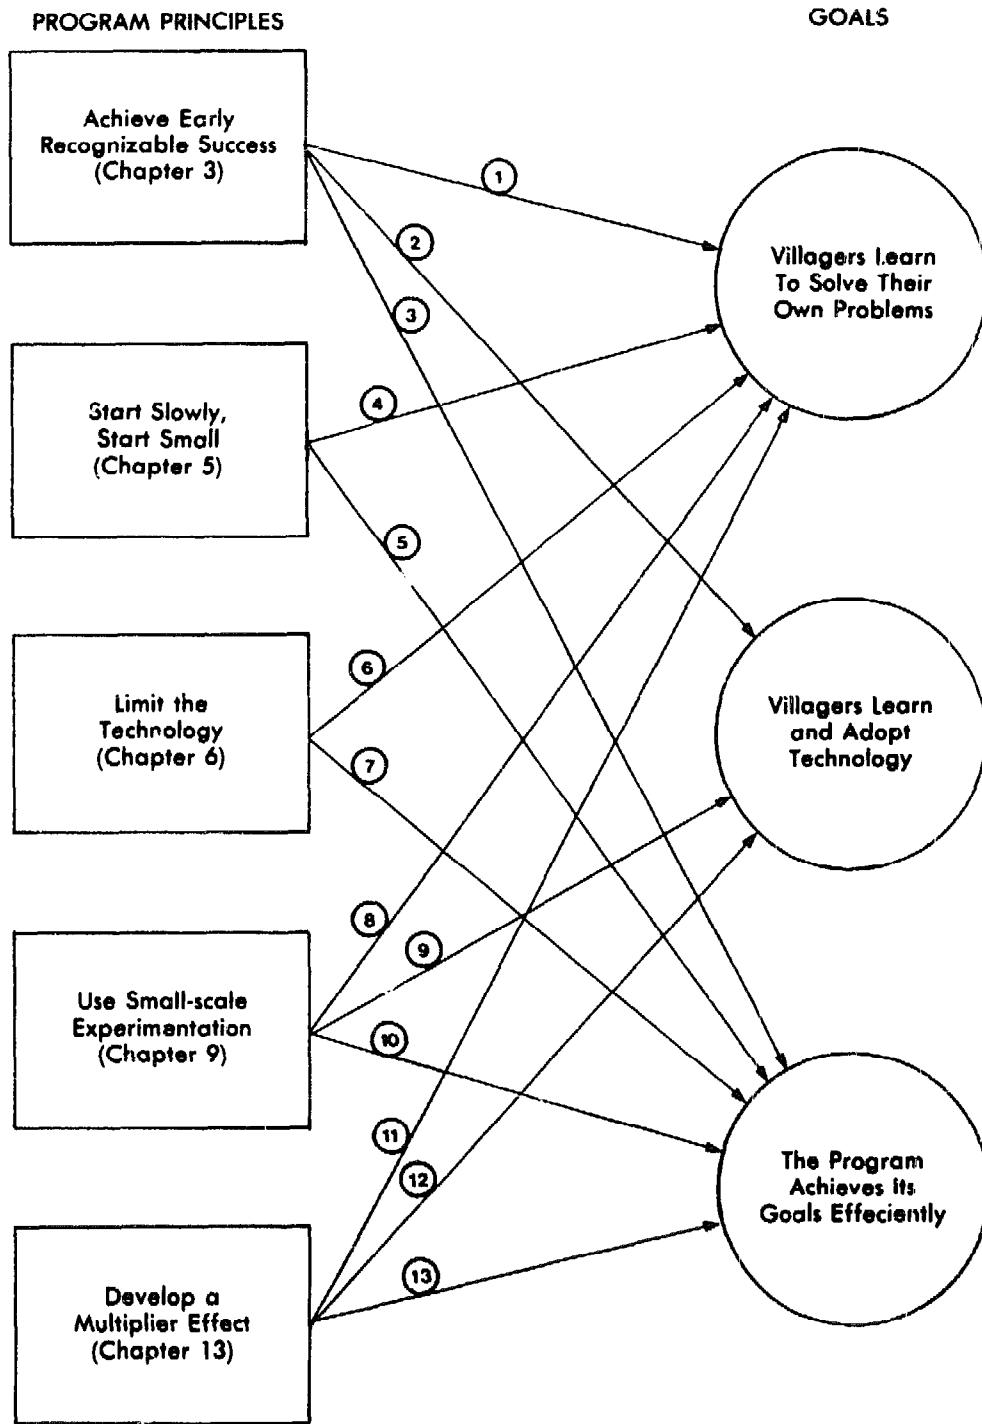 PROGRAM PRINCIPLES
GOALS
Achieve Early
Recognizable Success
(Chapter 3)
1
2
3
Villagers Learn
To Solve Their
Own Problems
Start Slowly,
Start Small
(Chapter 5)
4
5
Limit the
Technology
(Chapter 6)
6
7
Villagers Learn
and Adopt
Technology
Use Small-scale
Experimentation
(Chapter 9)
8
9
10
11
12
13
The Program
Achieves Its
Goals Effeciently
Develop a
Multiplier Effect
(Chapter 13)